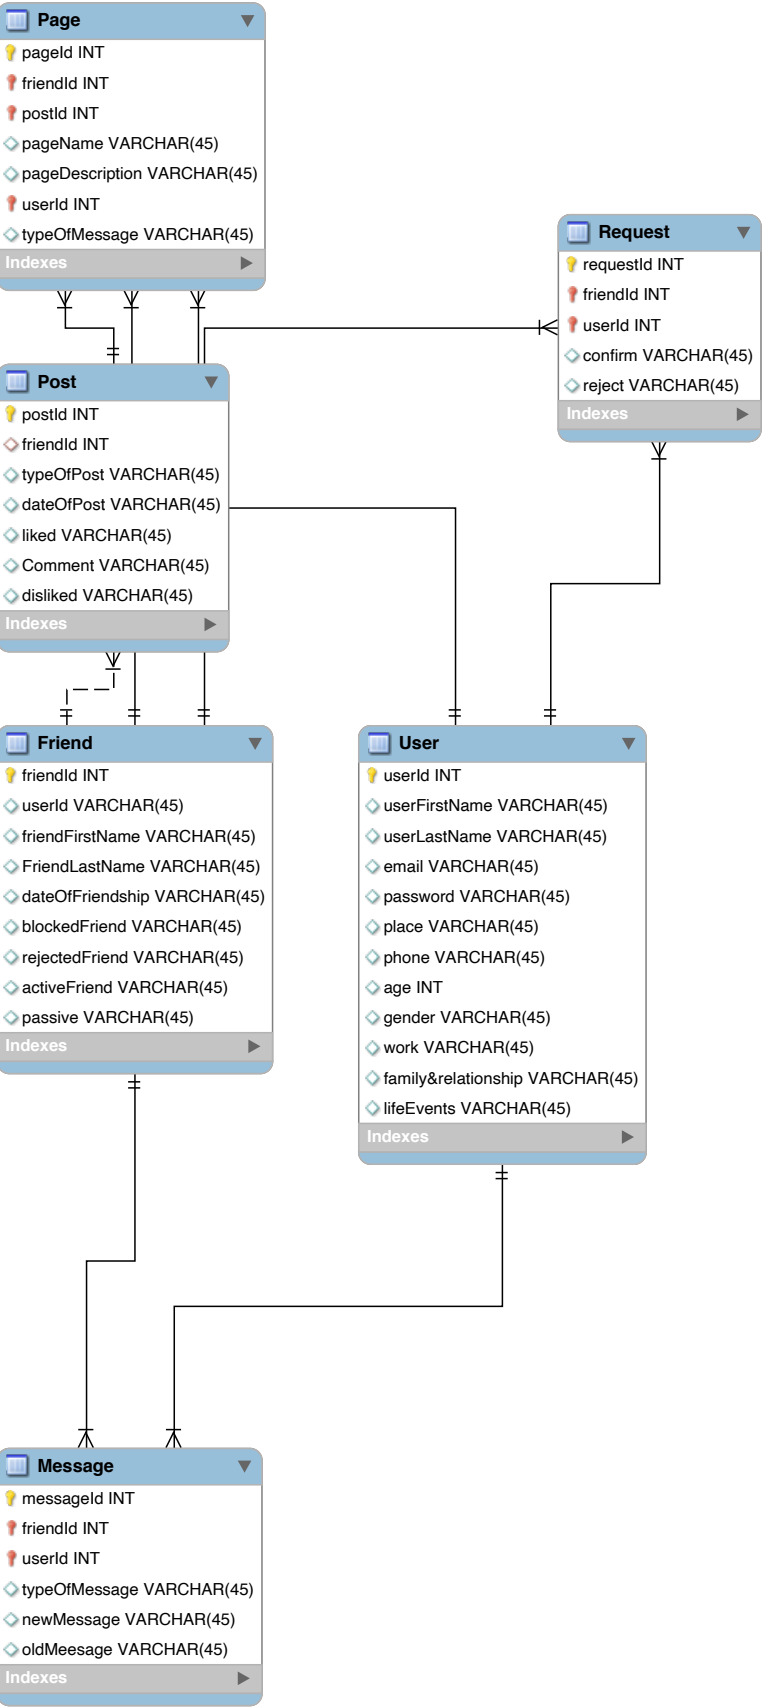 Page
pageId INT
friendId INT
postId INT
pageName VARCHAR(45)
pageDescription VARCHAR(45)
userId INT
typeOfMessage VARCHAR(45)
Indexes
Request
requestId INT
friendId INT
userId INT
confirm VARCHAR(45)
reject VARCHAR(45)
Indexes
Post
postId INT
friendId INT
typeOfPost VARCHAR(45)
dateOfPost VARCHAR(45)
liked VARCHAR(45)
Comment VARCHAR(45)
disliked VARCHAR(45)
Indexes
Friend
friendId INT
userId VARCHAR(45)
friendFirstName VARCHAR(45)
FriendLastName VARCHAR(45)
dateOfFriendship VARCHAR(45)
blockedFriend VARCHAR(45)
rejectedFriend VARCHAR(45)
activeFriend VARCHAR(45)
passive VARCHAR(45)
Indexes
User
userId INT
userFirstName VARCHAR(45)
userLastName VARCHAR(45)
email VARCHAR(45)
password VARCHAR(45)
place VARCHAR(45)
phone VARCHAR(45)
age INT
gender VARCHAR(45)
work VARCHAR(45)
family&relationship VARCHAR(45)
lifeEvents VARCHAR(45)
Indexes
Message
messageId INT
friendId INT
userId INT
typeOfMessage VARCHAR(45)
newMessage VARCHAR(45)
oldMeesage VARCHAR(45)
Indexes